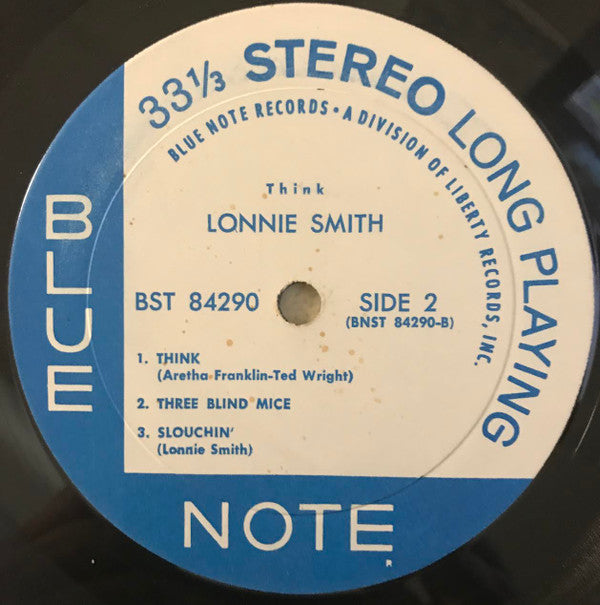 33⅓ STEREO LONG PLAYING
BLUE NOTE RECORDS • A DIVISION OF LIBERTY RECORDS, INC.
Think
LONNIE SMITH
BST 84290
SIDE 2
(BNST 84290-B)
1. THINK
(Aretha Franklin-Ted Wright)
2. THREE BLIND MICE
3. SLOUCHIN'
(Lonnie Smith)
BLUE
NOTE